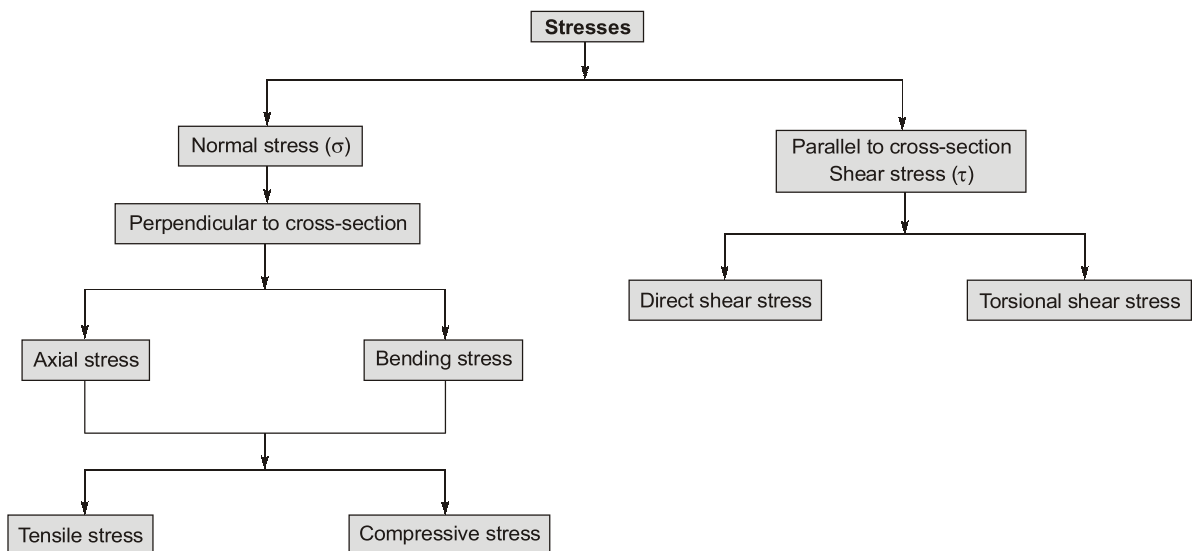 Stresses
Normal stress (σ)
Parallel to cross-section
Shear stress (τ)
Perpendicular to cross-section
Direct shear stress
Torsional shear stress
Axial stress
Bending stress
Tensile stress
Compressive stress